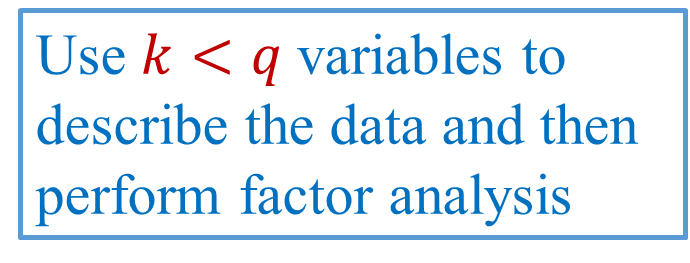 Use k < q variables to
describe the data and then
perform factor analysis